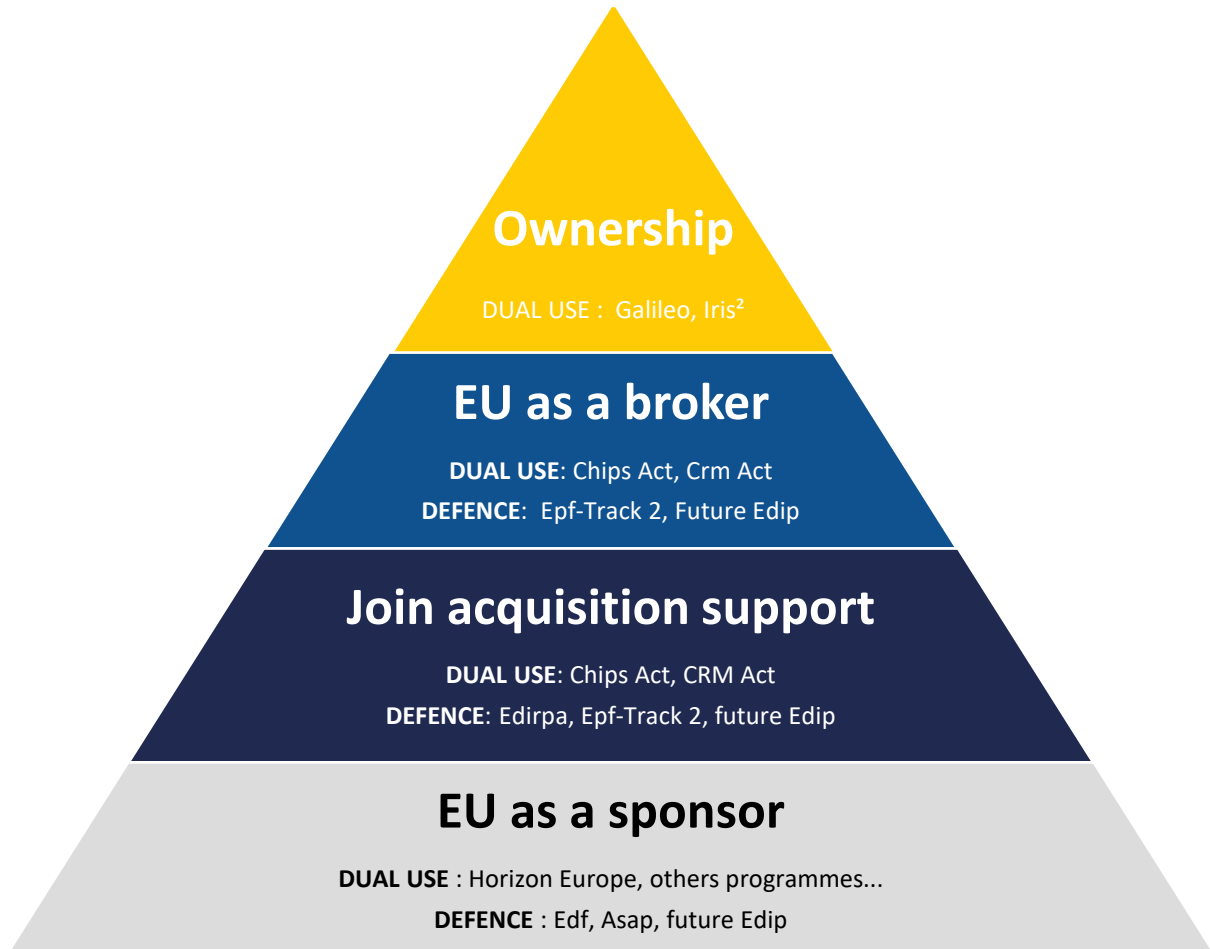 Ownership
DUAL USE : Galileo, Iris²
EU as a broker
DUAL USE: Chips Act, Crm Act
DEFENCE: Epf-Track 2, Future Edip
Join acquisition support
DUAL USE: Chips Act, CRM Act
DEFENCE: Edirpa, Epf-Track 2, future Edip
EU as a sponsor
DUAL USE : Horizon Europe, others programmes...
DEFENCE : Edf, Asap, future Edip